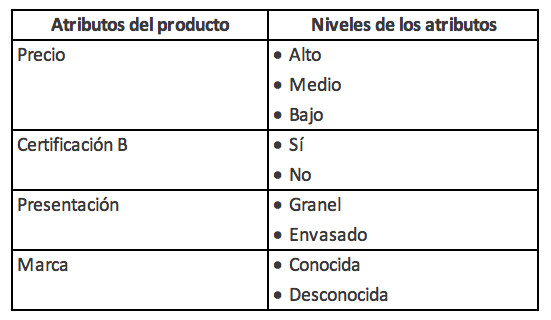 Atributos del producto Niveles de los atributos
Precio • Alto
• Medio
• Bajo
Certificación B • Sí
• No
Presentación • Granel
• Envasado
Marca • Conocida
• Desconocida